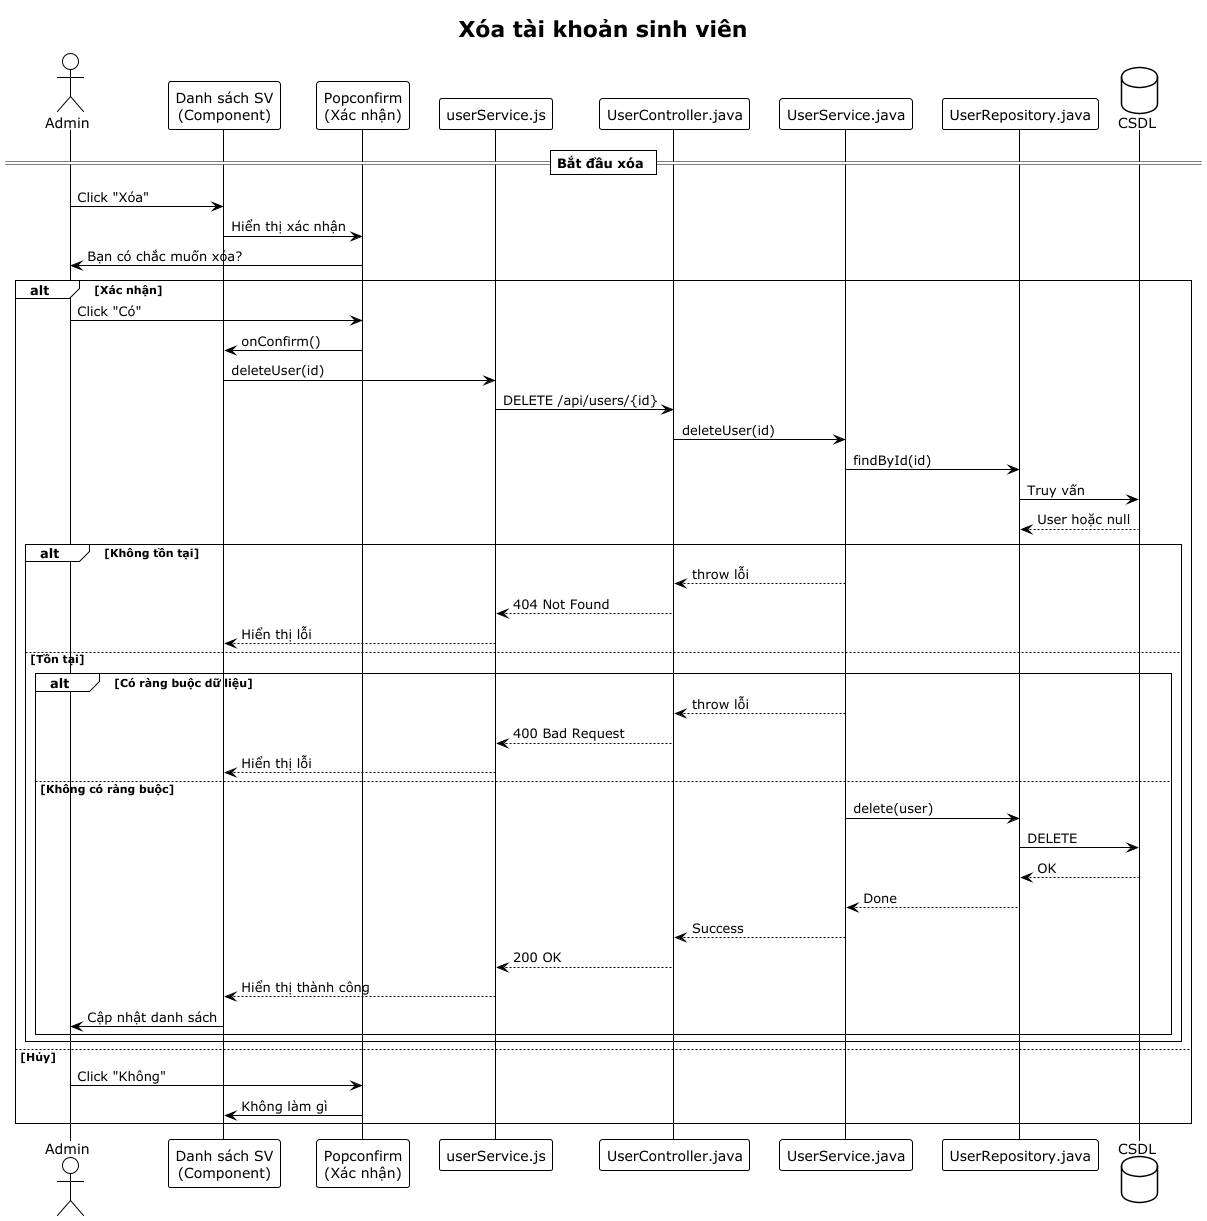 Xóa tài khoản sinh viên
Admin
Danh sách SV
(Component)
Popconfirm
(Xác nhận)
userService.js
UserController.java
UserService.java
UserRepository.java
CSDL
Bắt đầu xóa
Click "Xóa"
Hiển thị xác nhận
Bạn có chắc muốn xóa?
alt [Xác nhận]
Click "Có"
onConfirm()
deleteUser(id)
DELETE /api/users/{id}
deleteUser(id)
findById(id)
Truy vấn
User hoặc null
alt [Không tồn tại]
throw lỗi
404 Not Found
Hiển thị lỗi
[Tồn tại]
alt [Có ràng buộc dữ liệu]
throw lỗi
400 Bad Request
Hiển thị lỗi
[Không có ràng buộc]
delete(user)
DELETE
OK
Done
Success
200 OK
Hiển thị thành công
Cập nhật danh sách
[Hủy]
Click "Không"
Không làm gì
Admin
Danh sách SV
(Component)
Popconfirm
(Xác nhận)
userService.js
UserController.java
UserService.java
UserRepository.java
CSDL